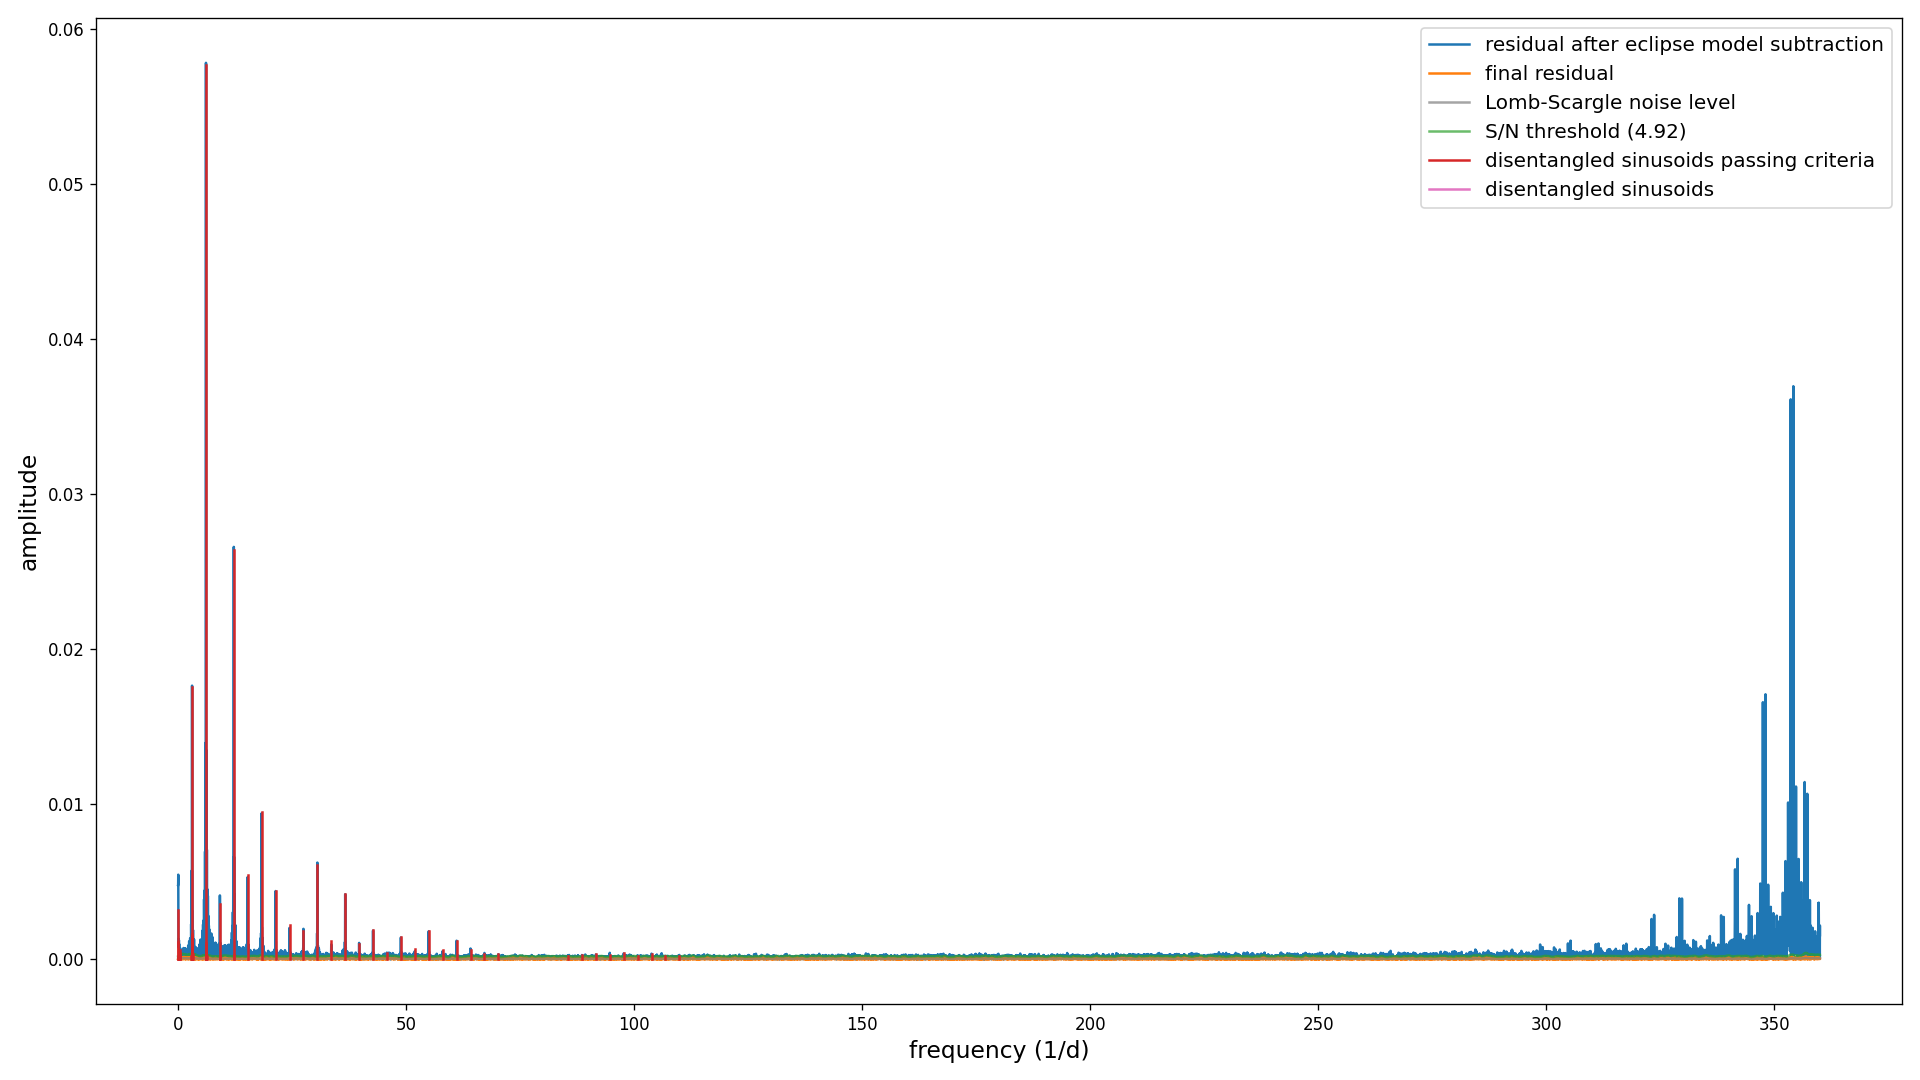 0.06
0.05
0.04
0.03
0.02
0.01
0.00
amplitude
0
50
100
150
200
250
300
350
frequency (1/d)
residual after eclipse model subtraction
final residual
Lomb-Scargle noise level
S/N threshold (4.92)
disentangled sinusoids passing criteria
disentangled sinusoids